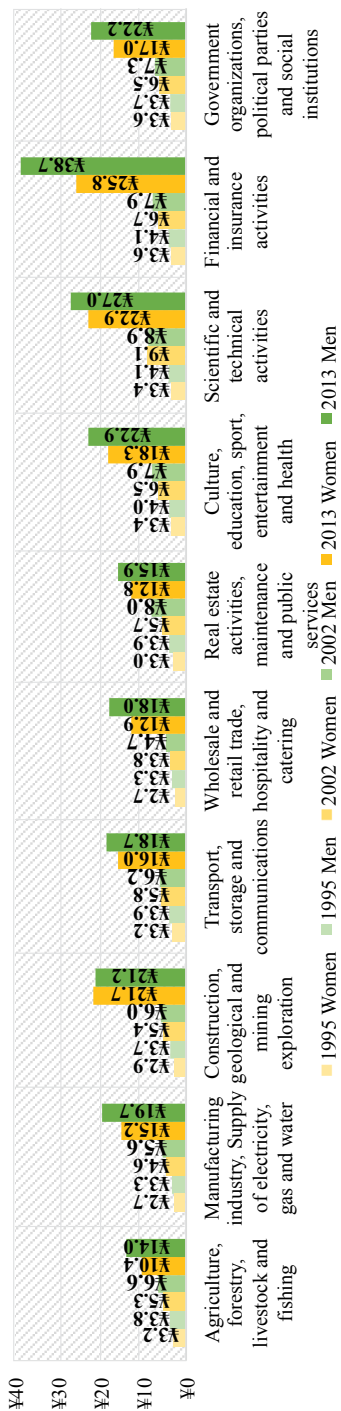 ¥40
¥30
¥20
¥10
¥0
¥3.2
¥3.8
¥5.3
¥6.6
¥10.4
¥14.0
Agriculture,
forestry,
livestock and
fishing
¥2.7
¥3.3
¥4.6
¥5.6
¥15.2
¥19.7
Manufacturing
industry, Supply
of electricity,
gas and water
¥2.9
¥3.7
¥5.4
¥6.0
¥21.7
¥21.2
Construction,
geological and
mining
exploration
¥3.2
¥3.9
¥5.8
¥6.2
¥16.0
¥18.7
Transport,
storage and
communications
¥2.7
¥3.3
¥3.8
¥4.7
¥12.9
¥18.0
Wholesale and
retail trade,
hospitality and
catering
¥3.0
¥3.9
¥5.7
¥8.0
¥12.8
¥15.9
Real estate
activities,
maintenance
and public
services
¥3.4
¥4.0
¥6.5
¥7.9
¥18.3
¥22.9
Culture,
education, sport,
entertainment
and health
¥3.4
¥4.1
¥9.1
¥8.9
¥22.9
¥27.0
Scientific and
technical
activities
¥3.6
¥4.1
¥6.7
¥7.9
¥25.8
¥38.7
Financial and
insurance
activities
¥3.6
¥3.7
¥6.5
¥7.3
¥17.0
¥22.2
Government
organizations,
political parties
and social
institutions
1995 Women
1995 Men
2002 Women
2002 Men
2013 Women
2013 Men